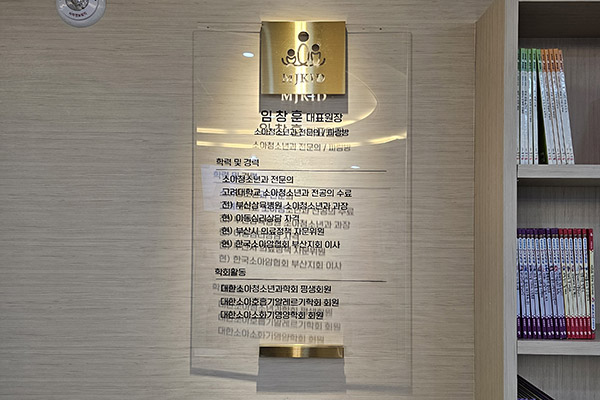 MJKID
임창훈 대표원장
소아청소년과 전문의 /
학력 및 경력
소아청소년과 전문의
고려대학교 소아청소년과 전공의 수료
전) 부산삼육병원 소아청소년과 과장
현) 아동심리상담 자격
현) 부산시 의료정책 자문위원
현) 한국소아암협회 부산지회 이사
학회활동
대한소아청소년과학회 평생회원
대한소아호흡기알레르기학회 회원
대한소아소화기영양학회 회원